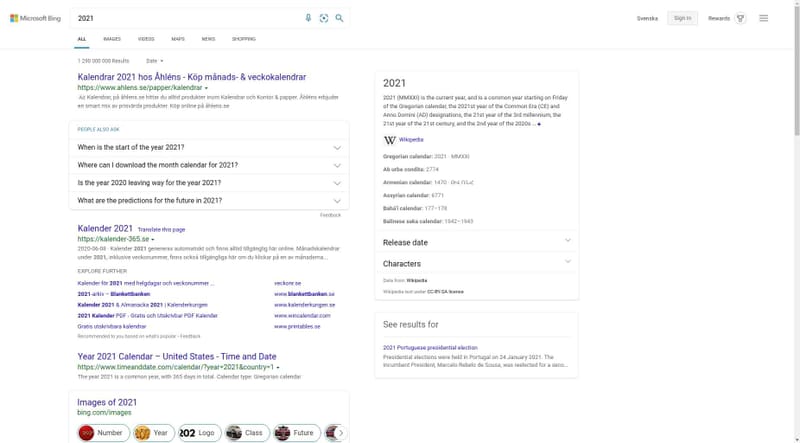 Microsoft Bing
2021
Svenska
Sign in
Rewards
ALL
IMAGES
VIDEOS
MAPS
NEWS
SHOPPING
1 290 000 000 Results
Date
Kalendrar 2021 hos Åhléns - Köp månads- & veckokalendrar
https://www.ahlens.se/papper/kalendrar
Kalendrar, på åhlens.se hittar du alltid produkter inom Kalendrar och Kontor & papper. Åhléns erbjuder
en smart mix av prisvärda produkter. Köp online på åhlens.se
PEOPLE ALSO ASK
When is the start of the year 2021?
Where can I download the month calendar for 2021?
Is the year 2020 leaving way for the year 2021?
What are the predictions for the future in 2021?
Feedback
Kalender 2021 Translate this page
https://kalender-365.se
2020-06-08 · Kalender 2021 genereras automatiskt och finns alltid tillgänglig här online. Månadskalendrar
under 2021, inklusive veckonummer, finns också tillgängliga här om du klickar på en av månaderna...
EXPLORE FURTHER
Kalender för 2021 med helgdagar och veckonummer ...
veckonr.se
2021-arkiv – Blankettbanken
www.blankettbanken.se
Kalender 2021 & Almanacka 2021 | Kalenderkungen
www.kalenderkungen.se
2021 Kalender PDF - Gratis och Utskrivbar PDF Kalender
www.wincalendar.com
Gratis utskrivbara kalendrar
www.printables.se
Recommended to you based on what's popular • Feedback
Year 2021 Calendar – United States - Time and Date
https://www.timeanddate.com/calendar/?year=2021&country=1
The year 2021 is a common year, with 365 days in total. Calendar type: Gregorian calendar
Images of 2021
bing.com/images
Number
Year
Logo
Class
Future
2021
2021 (MMXXI) is the current year, and is a common year starting on Friday
of the Gregorian calendar, the 2021st year of the Common Era (CE) and
Anno Domini (AD) designations, the 21st year of the 3rd millennium, the
21st year of the 21st century, and the 2nd year of the 2020s ...
Wikipedia
Gregorian calendar: 2021 · MMXXI
Ab urbe condita: 2774
Armenian calendar: 1470 ·
Assyrian calendar: 6771
Bahá'í calendar: 177–178
Balinese saka calendar: 1942–1943
Release date
Characters
Data from: Wikipedia
Wikipedia text under CC-BY-SA license
See results for
2021 Portuguese presidential election
Presidential elections were held in Portugal on 24 January 2021. The
incumbent President, Marcelo Rebelo de Sousa, was reelected for a seco...